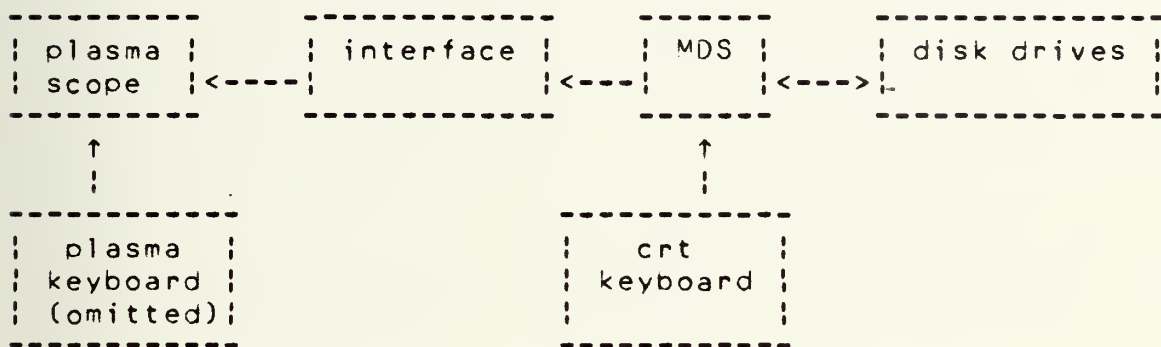 plasma scope
interface
MDS
disk drives
plasma keyboard (omitted)
crt keyboard